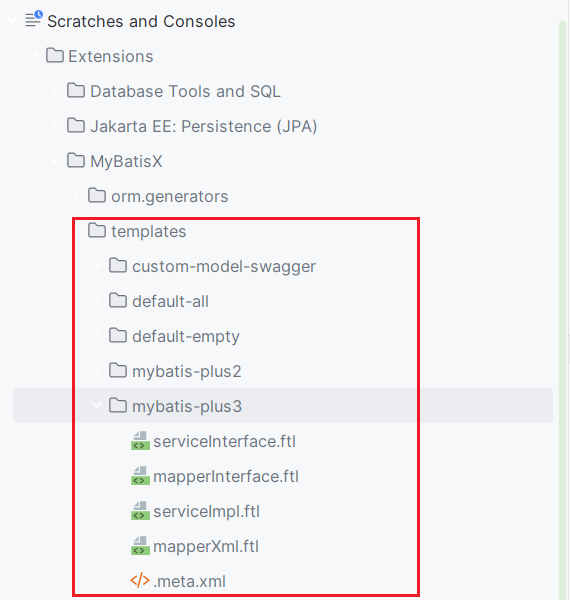 Scratches and Consoles
Extensions
Database Tools and SQL
Jakarta EE: Persistence (JPA)
MyBatisX
orm.generators
templates
custom-model-swagger
default-all
default-empty
mybatis-plus2
mybatis-plus3
serviceInterface.ftl
mapperInterface.ftl
serviceImpl.ftl
mapperXml.ftl
.meta.xml